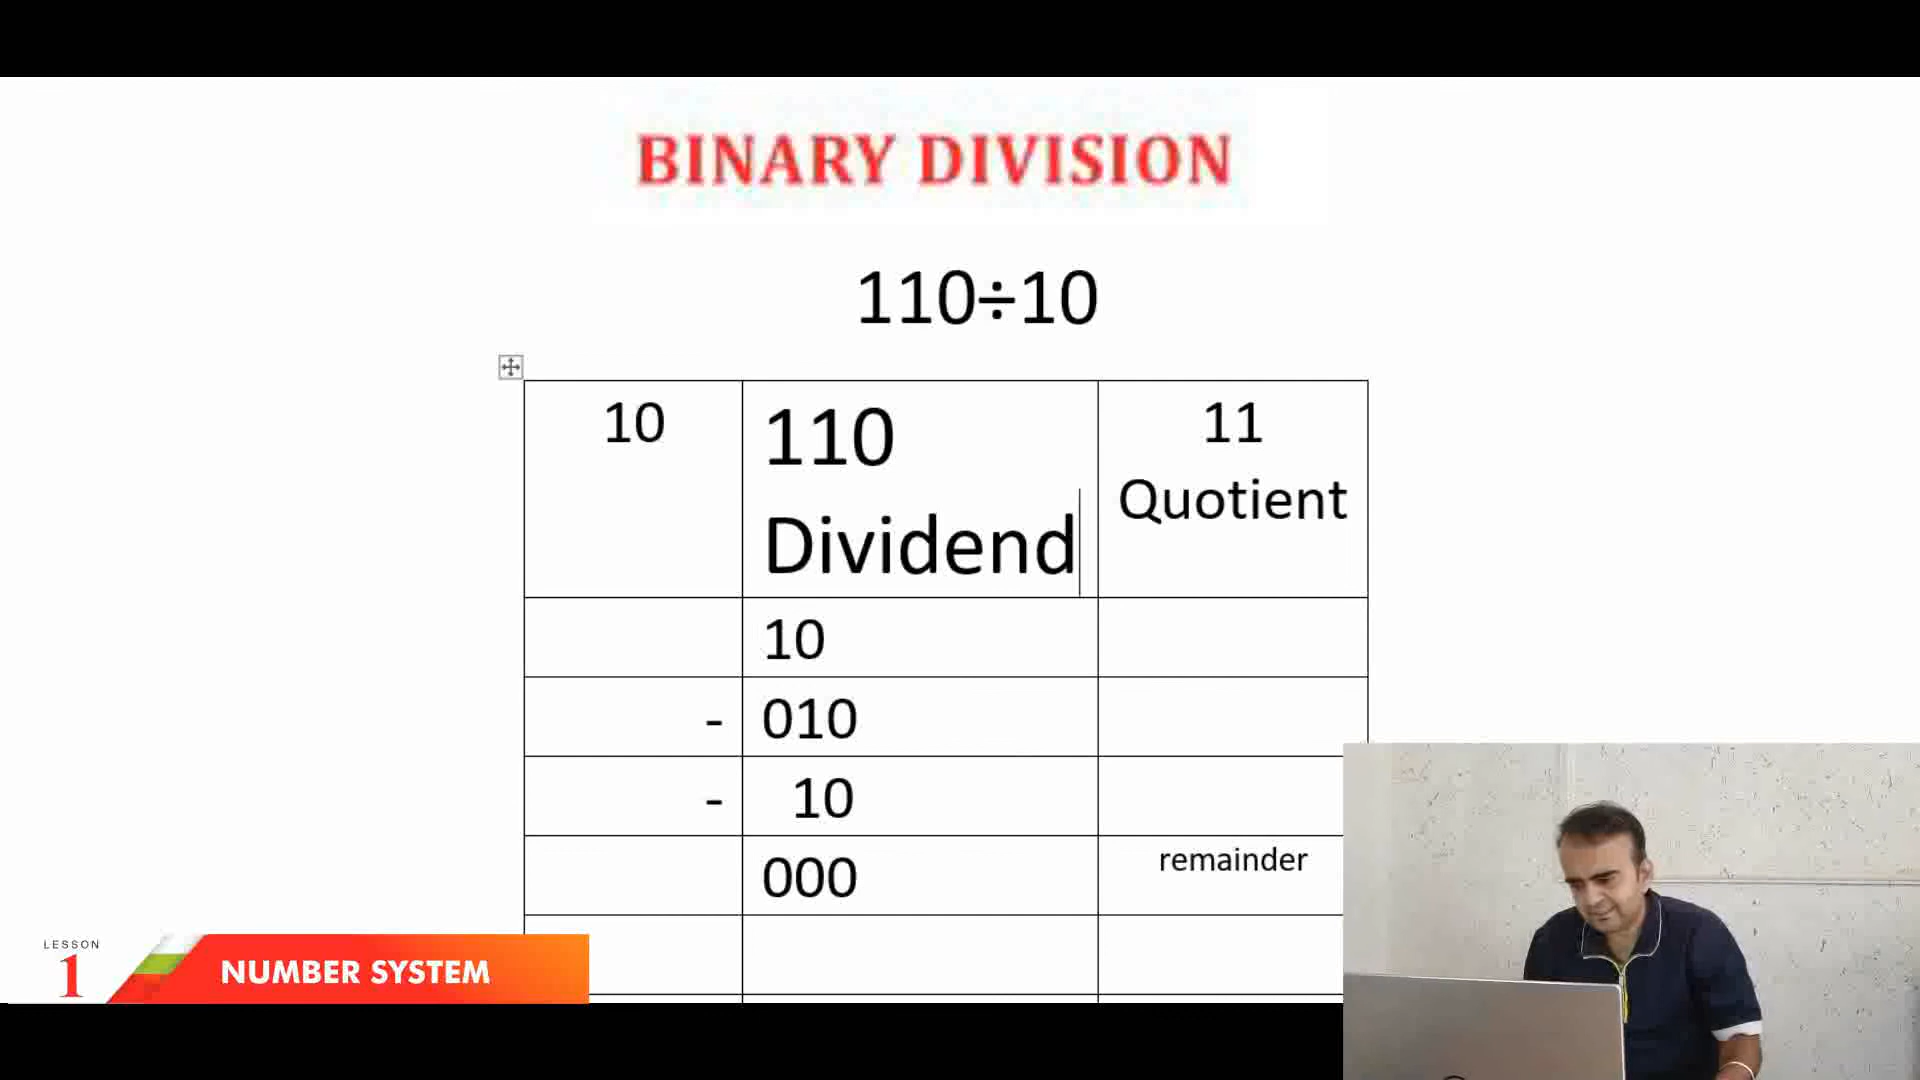 BINARY DIVISION
110÷10
10 110 11
Dividend Quotient
10
- 010
- 10
000 remainder
LESSON
1
NUMBER SYSTEM